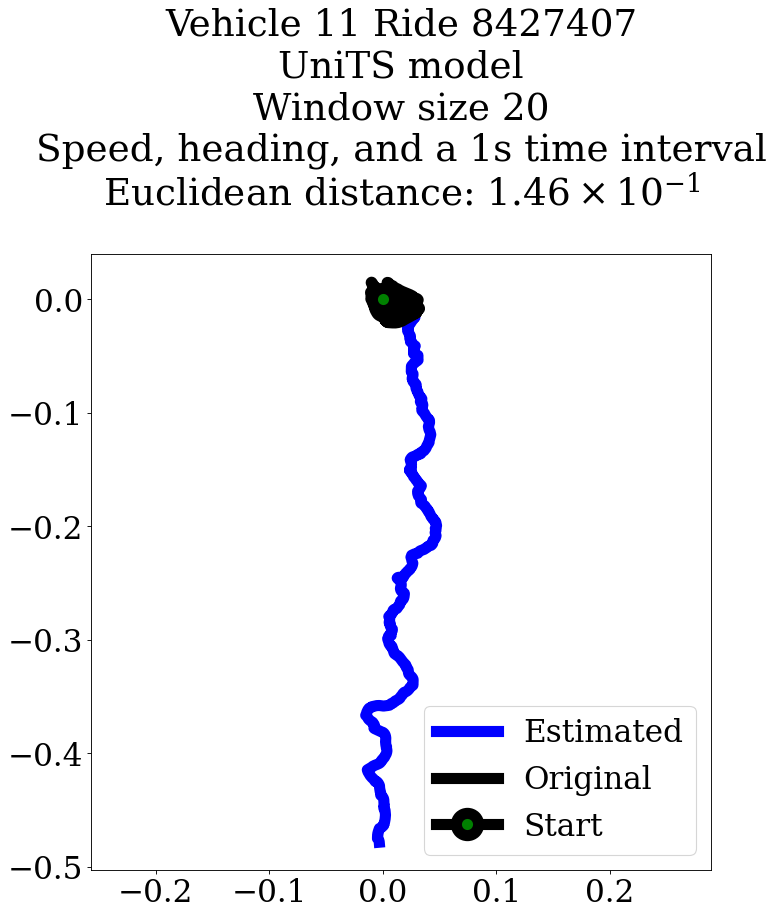 Vehicle 11 Ride 8427407
UniTS model
Window size 20
Speed, heading, and a 1s time interval
Euclidean distance: 1.46 × 10⁻¹
0.0
−0.1
−0.2
−0.3
−0.4
−0.5
Estimated
Original
Start
−0.2 −0.1 0.0 0.1 0.2